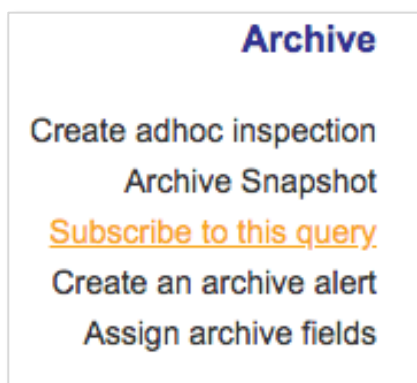 Archive
Create adhoc inspection
Archive Snapshot
Subscribe to this query
Create an archive alert
Assign archive fields